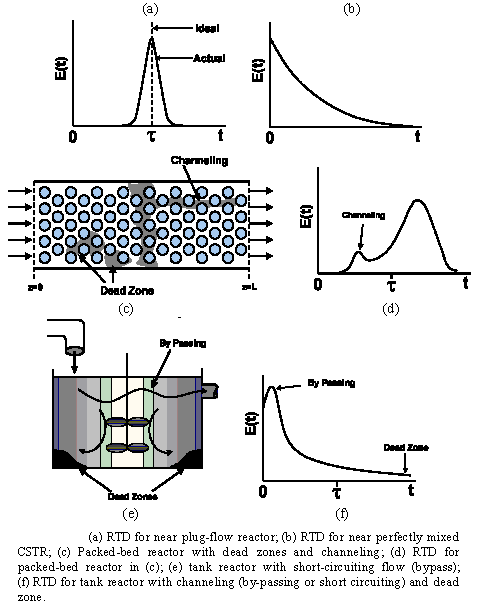 (a)
(b)
Ideal
Actual
E(t)
0
τ
t
E(t)
0
t
Channeling
Dead Zone
z=0
z=L
(c)
E(t)
Channeling
0
τ
t
(d)
By Passing
Dead Zones
(e)
E(t)
By Passing
Dead Zone
0
τ
t
(f)
(a) RTD for near plug-flow reactor; (b) RTD for near perfectly mixed
CSTR; (c) Packed-bed reactor with dead zones and channeling; (d) RTD for
packed-bed reactor in (c); (e) tank reactor with short-circuiting flow (bypass);
(f) RTD for tank reactor with channeling (by-passing or short circuiting) and dead
zone.